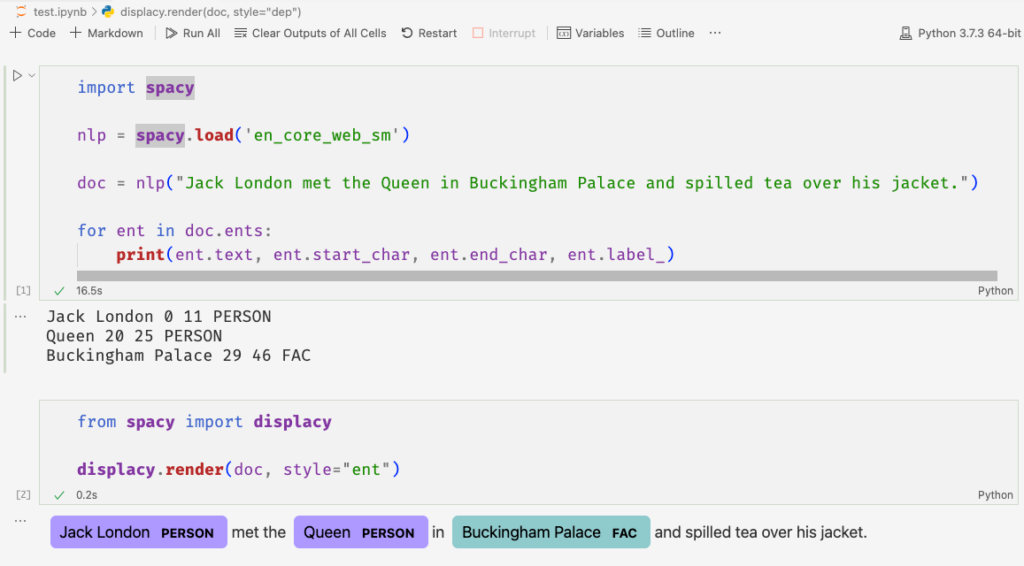 test.ipynb > displacy.render(doc, style="dep")
+ Code + Markdown Run All Clear Outputs of All Cells Restart Interrupt Variables Outline ... Python 3.7.3 64-bit
import spacy
nlp = spacy.load('en_core_web_sm')
doc = nlp("Jack London met the Queen in Buckingham Palace and spilled tea over his jacket.")
for ent in doc.ents:
    print(ent.text, ent.start_char, ent.end_char, ent.label_)
[1] ✓ 16.5s Python
... Jack London 0 11 PERSON
Queen 20 25 PERSON
Buckingham Palace 29 46 FAC
from spacy import displacy
displacy.render(doc, style="ent")
[2] ✓ 0.2s Python
...
Jack London PERSON met the Queen PERSON in Buckingham Palace FAC and spilled tea over his jacket.